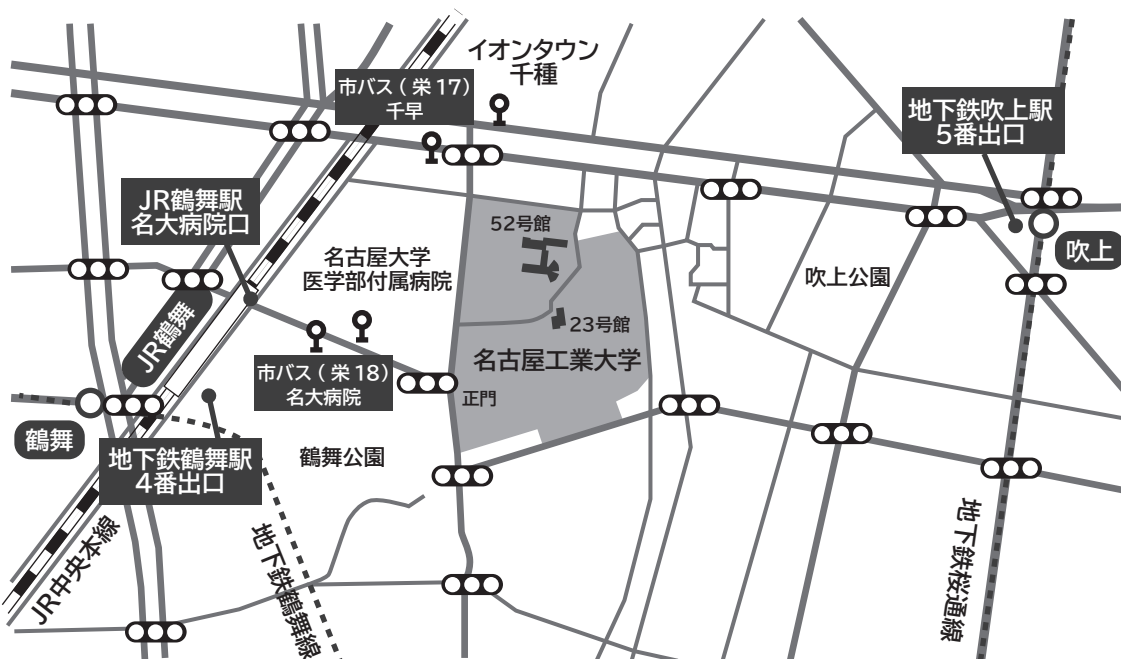 イオンタウン
千種
市バス ( 栄 17)
千早
地下鉄吹上駅
5番出口
JR鶴舞駅
名大病院口
52号館
吹上
名古屋大学
医学部付属病院
吹上公園
JR鶴舞
23号館
名古屋工業大学
市バス ( 栄 18)
名大病院
正門
鶴舞
地下鉄鶴舞駅
4番出口
鶴舞公園
JR中央本線
地下鉄鶴舞線
地下鉄桜通線